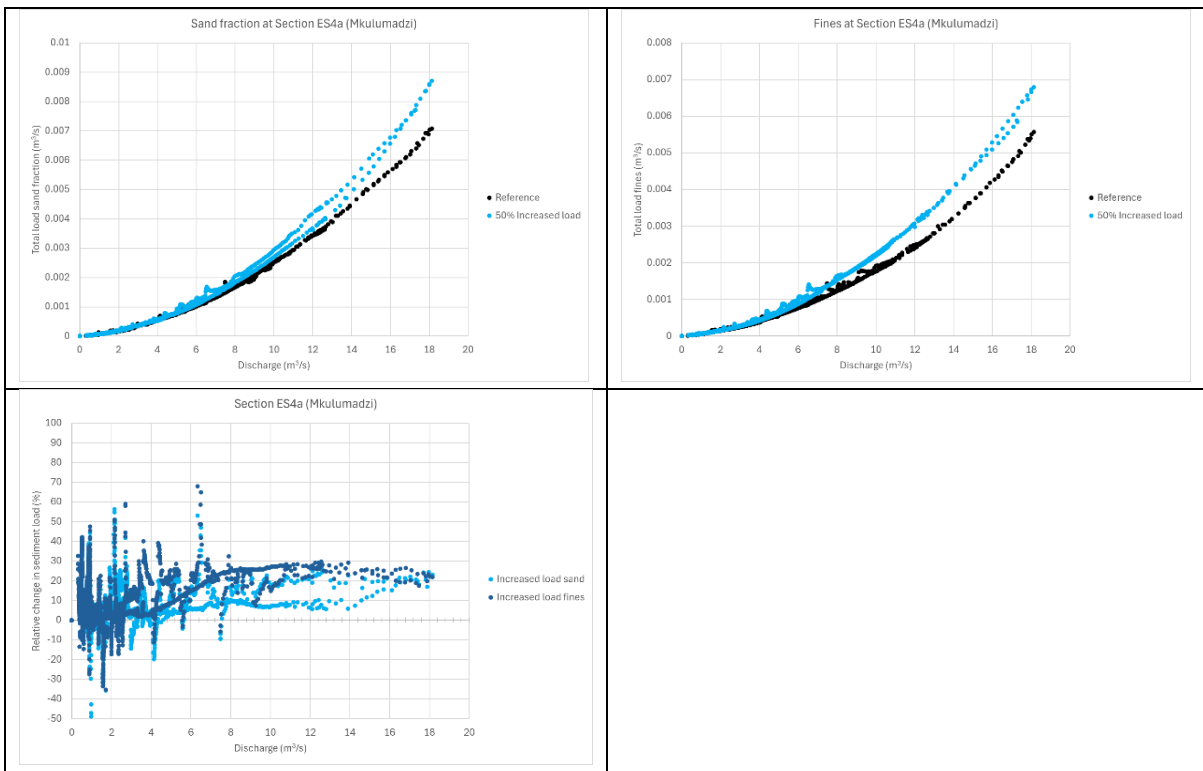 Sand fraction at Section ES4a (Mkulumadzi)
Total load sand fraction (m³/s)
0.01
0.009
0.008
0.007
0.006
0.005
0.004
0.003
0.002
0.001
0
0 2 4 6 8 10 12 14 16 18 20
Discharge (m³/s)
Reference
50% Increased load
Fines at Section ES4a (Mkulumadzi)
Total load fines (m³/s)
0.008
0.007
0.006
0.005
0.004
0.003
0.002
0.001
0
0 2 4 6 8 10 12 14 16 18 20
Discharge (m³/s)
Reference
50% Increased load
Section ES4a (Mkulumadzi)
Relative change in sediment load (%)
100
90
80
70
60
50
40
30
20
10
0
-10
-20
-30
-40
-50
0 2 4 6 8 10 12 14 16 18 20
Discharge (m³/s)
Increased load sand
Increased load fines